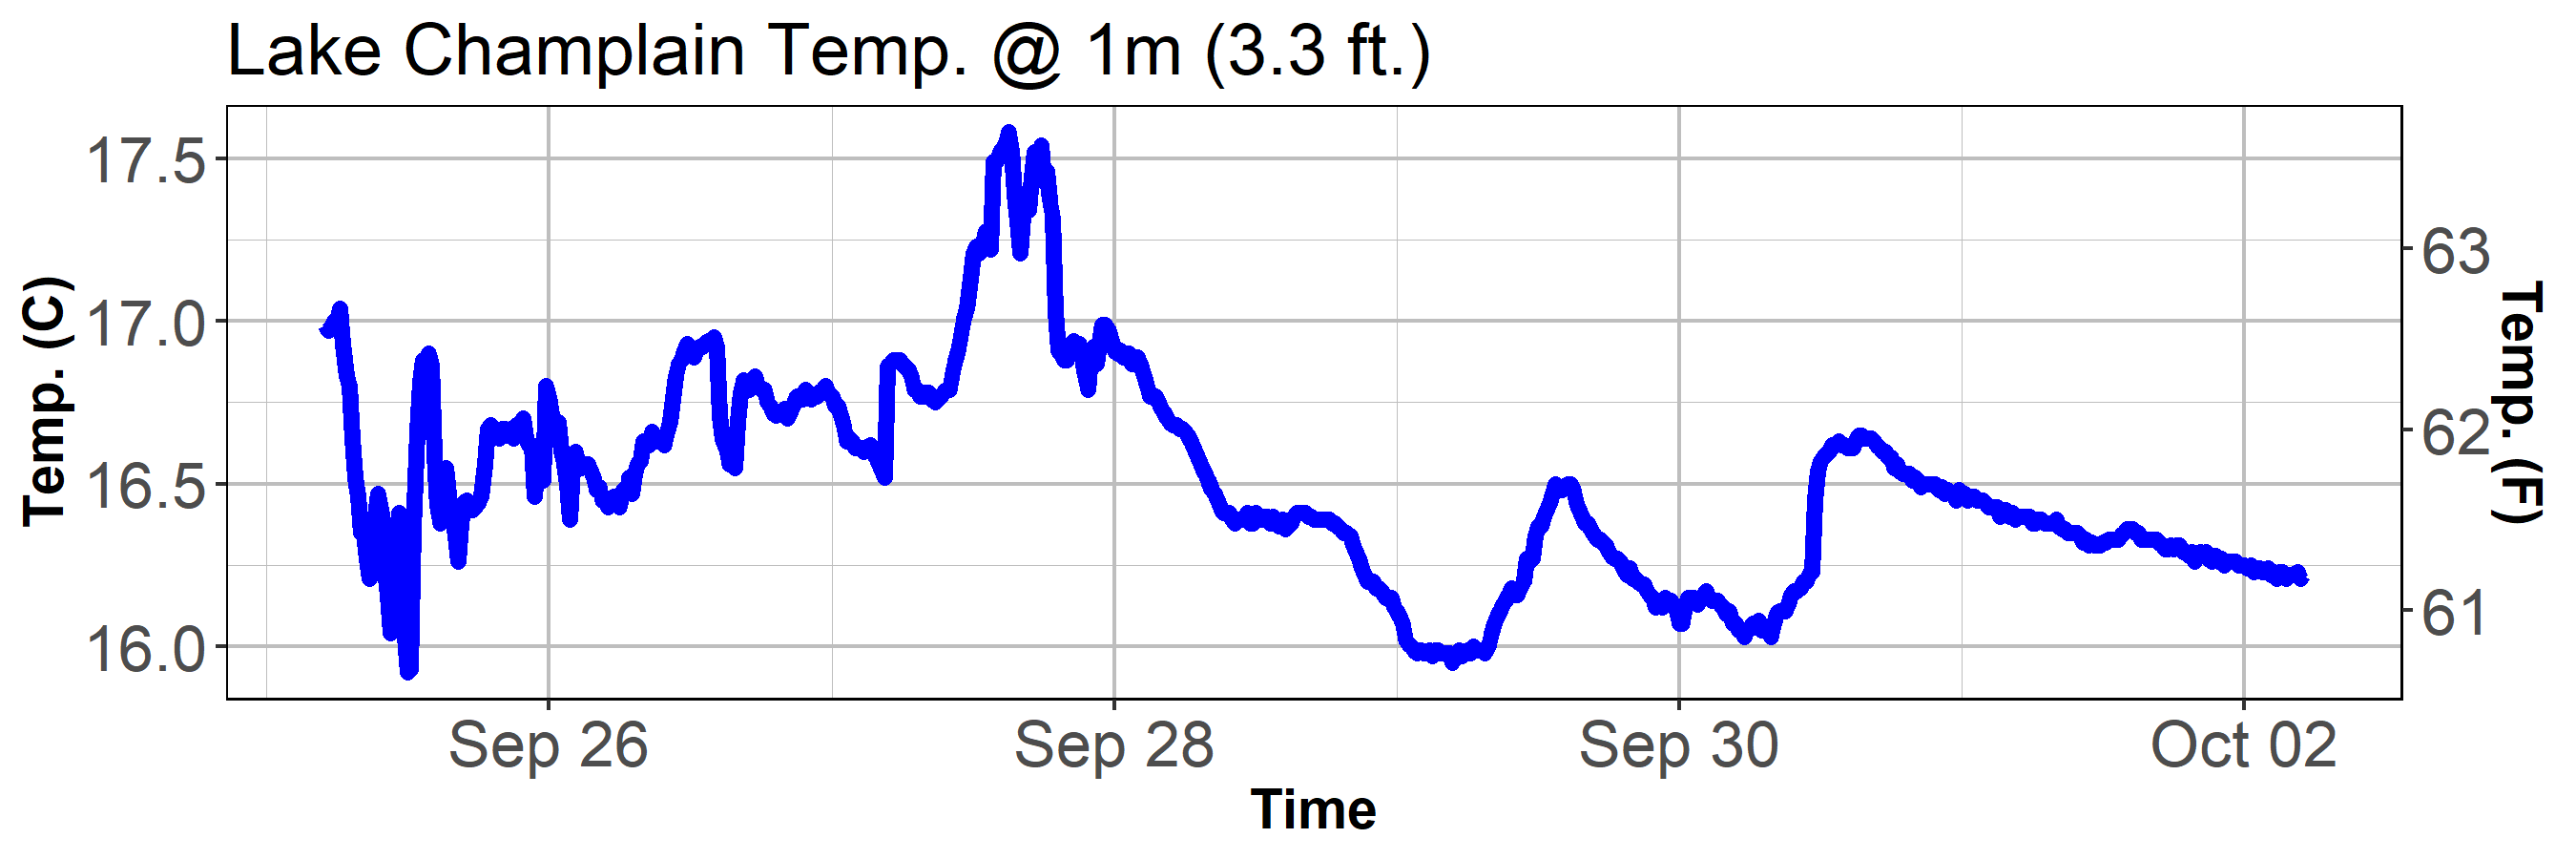 Lake Champlain Temp. @ 1m (3.3 ft.)
17.5
17.0
16.5
16.0
Temp. (C)
63
62
61
Temp. (F)
Sep 26
Sep 28
Sep 30
Oct 02
Time